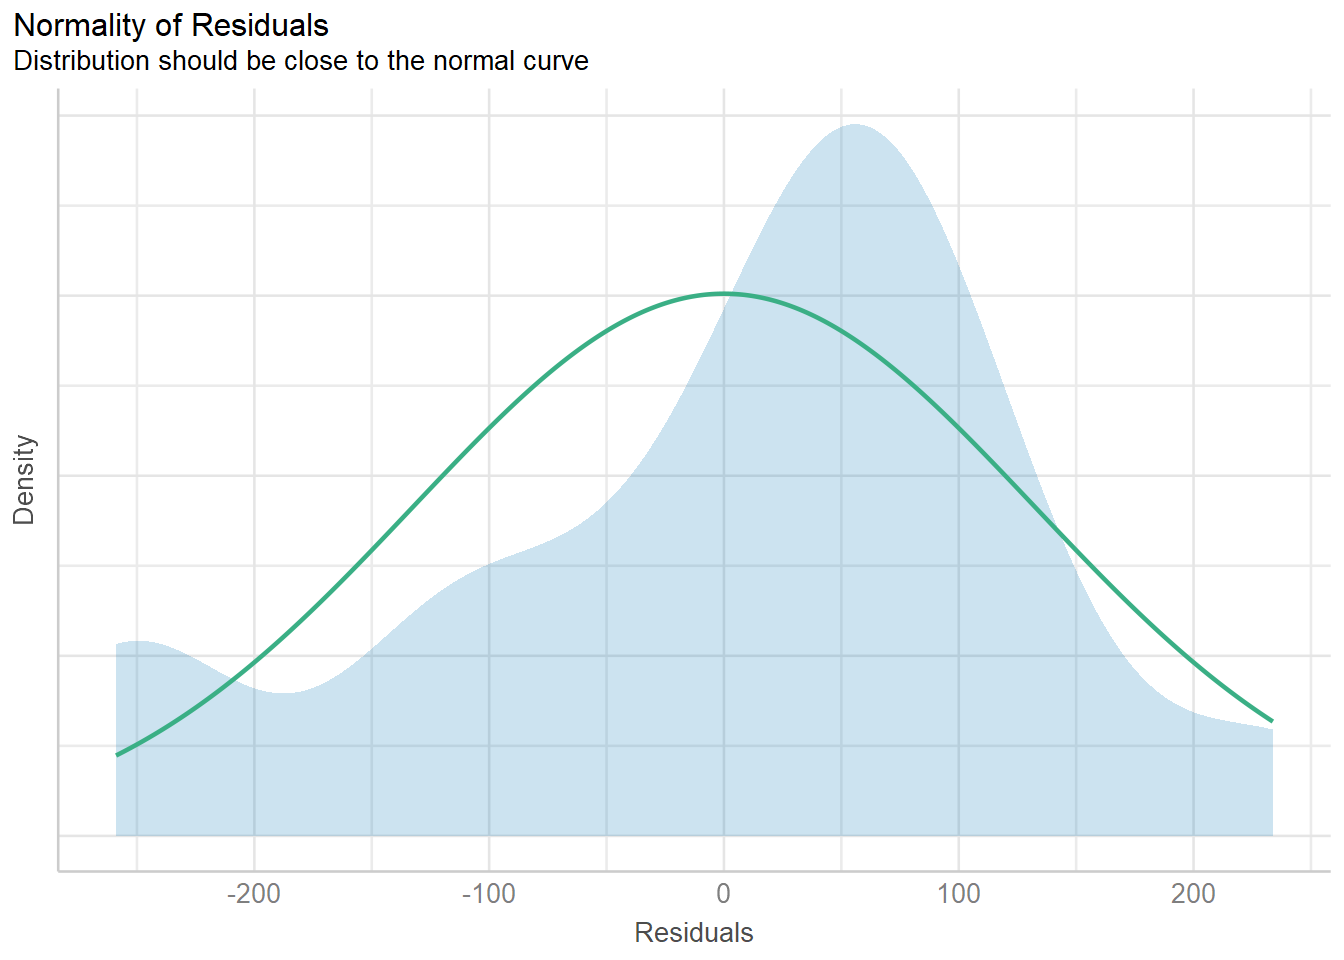 Normality of Residuals
Distribution should be close to the normal curve
Density
-200 -100 0 100 200
Residuals